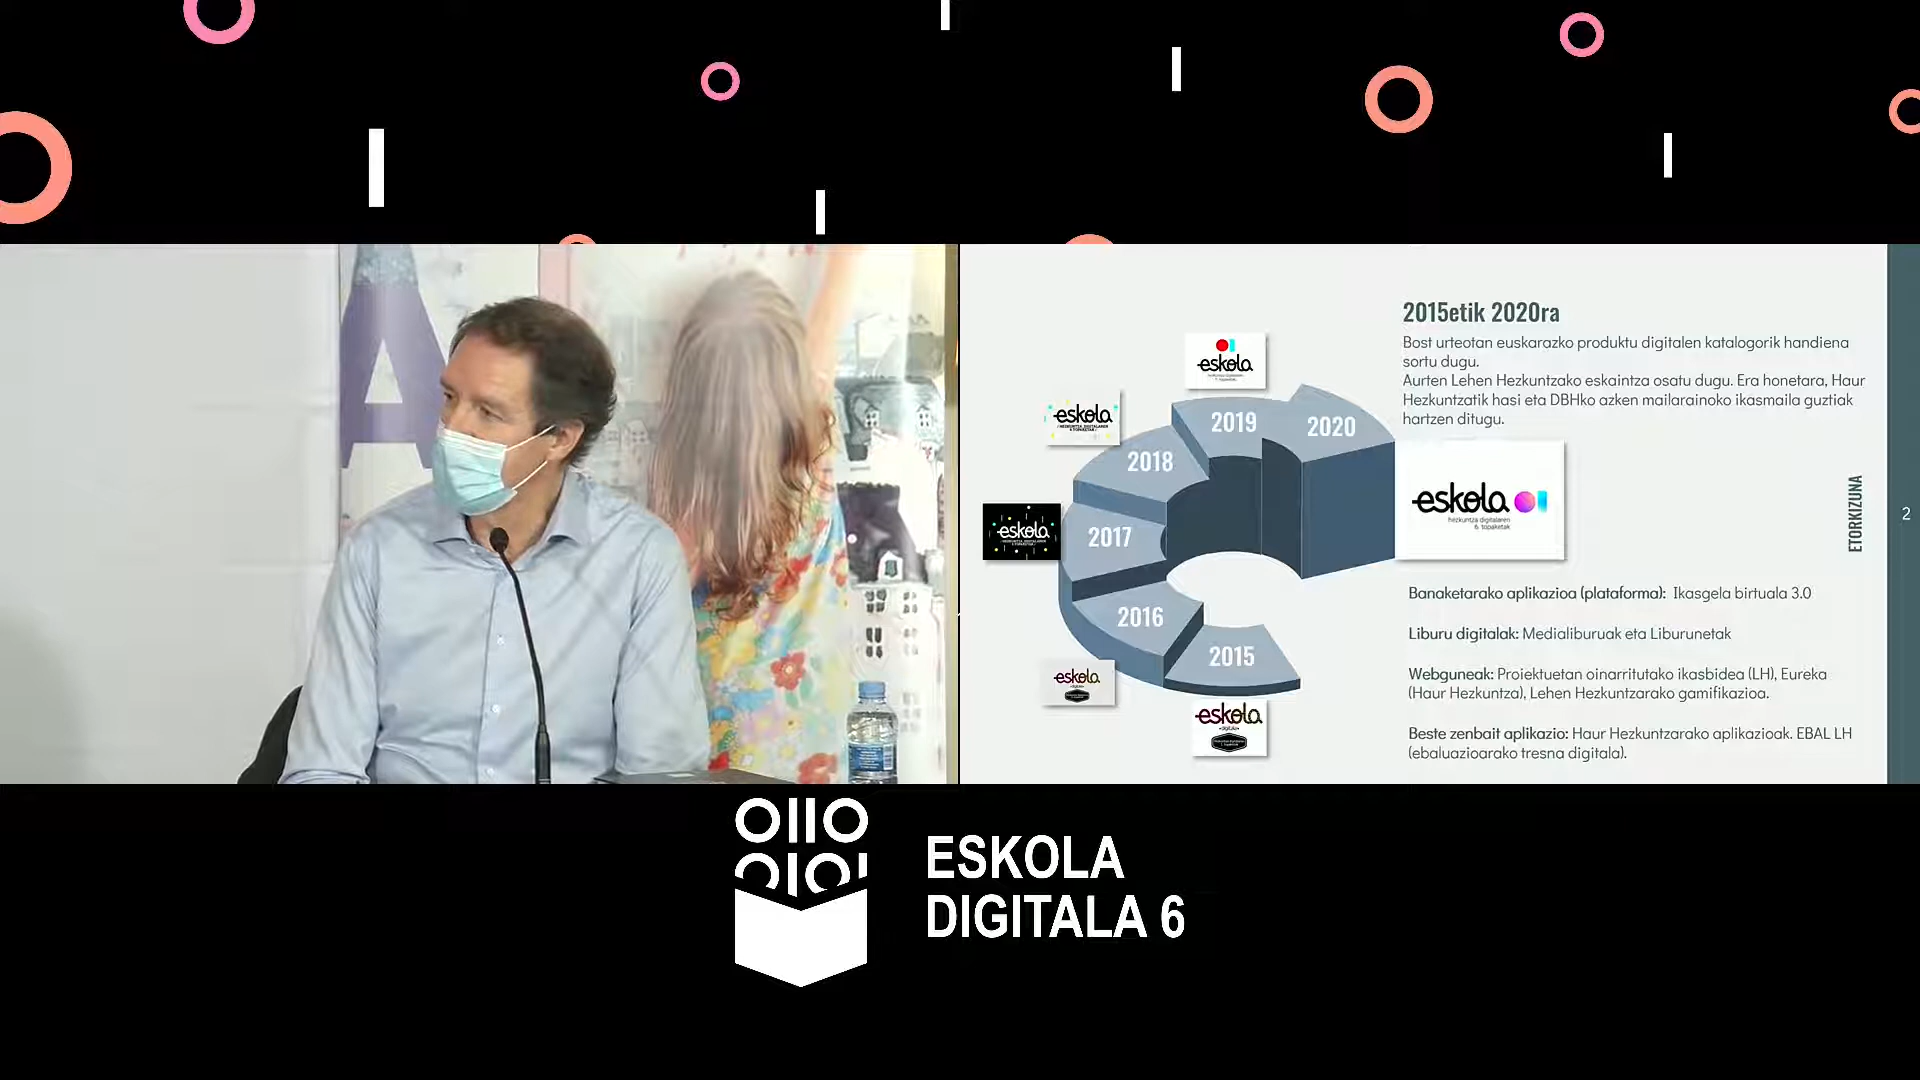 A
2015etik 2020ra
Bost urteotan euskarazko produktu digitalen katalogorik handiena
sortu dugu.
Aurten Lehen Hezkuntzako eskaintza osatu dugu. Era honetara, Haur
Hezkuntzatik hasi eta DBHko azken mailarainoko ikasmaila guztiak
hartzen ditugu.
eskola
2019
2020
eskola
HEZKUNTZA DIGITALAREN
TOPAKETAK
2018
eskola
2017
eskola
hezkuntza digitalaren
6. topaketak
ETORKIZUNA
2
2016
eskola
2015
eskola
Banaketarako aplikazioa (plataforma): Ikasgela birtuala 3.0
Liburu digitalak: Medialiburuak eta Liburunetak
Webguneak: Proiektuetan oinarritutako ikasbidea (LH), Eureka
(Haur Hezkuntza), Lehen Hezkuntzarako gamifikazioa.
Beste zenbait aplikazio: Haur Hezkuntzarako aplikazioak. EBAL LH
(ebaluazioarako tresna digitala).
ESKOLA
DIGITALA 6